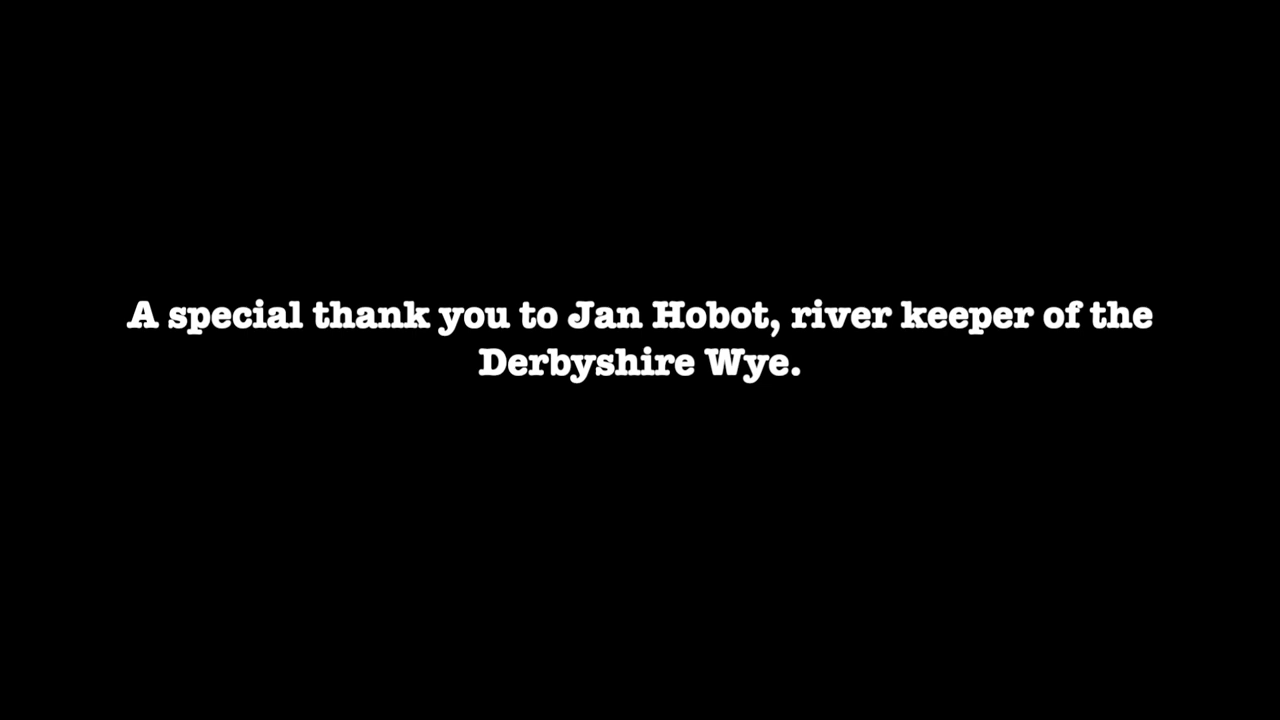 A special thank you to Jan Hobot, river keeper of the
Derbyshire Wye.